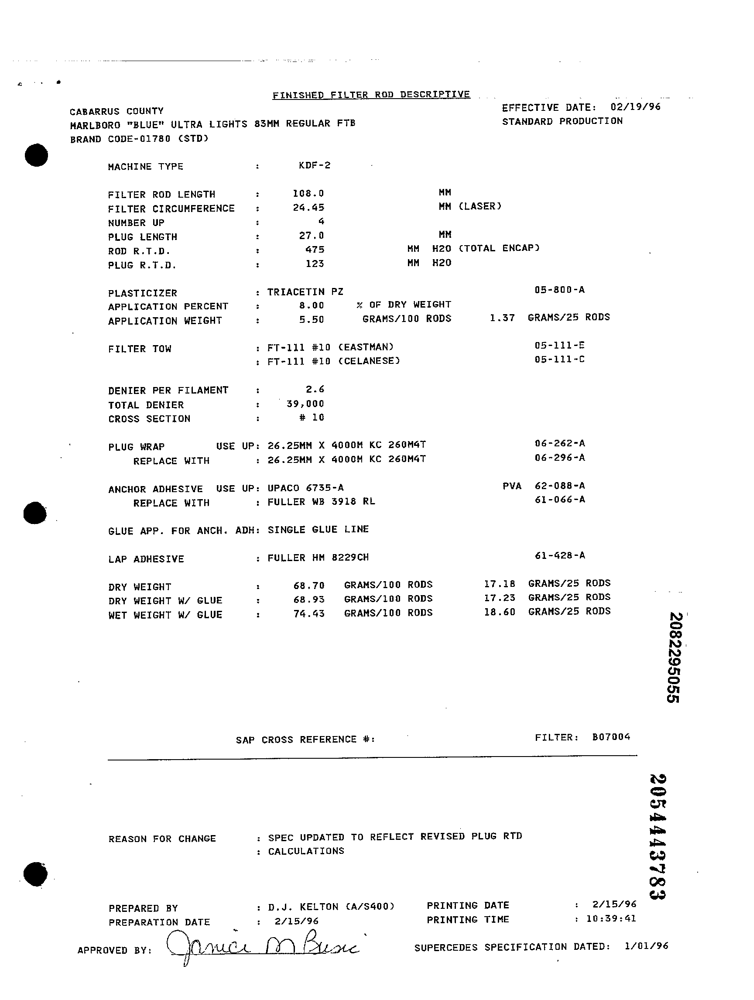 FINISHED FILTER ROD DESCRIPTIVE
CABARRUS COUNTY EFFECTIVE DATE: 02/19/96
MARLBORO "BLUE" ULTRA LIGHTS 83MM REGULAR FTB STANDARD PRODUCTION
BRAND CODE-01780 (STD)
MACHINE TYPE : KDF-2
FILTER ROD LENGTH : 108.0 MM
FILTER CIRCUMFERENCE : 24.45 MM (LASER)
NUMBER UP : 4
PLUG LENGTH : 27.0 MM
ROD R.T.D. : 475 MM H2O (TOTAL ENCAP)
PLUG R.T.D. : 123 MM H2O
PLASTICIZER : TRIACETIN PZ 05-800-A
APPLICATION PERCENT : 8.00 % OF DRY WEIGHT
APPLICATION WEIGHT : 5.50 GRAMS/100 RODS 1.37 GRAMS/25 RODS
FILTER TOW : FT-111 #10 (EASTMAN) 05-111-E
: FT-111 #10 (CELANESE) 05-111-C
DENIER PER FILAMENT : 2.6
TOTAL DENIER : 39,000
CROSS SECTION : # 10
PLUG WRAP USE UP: 26.25MM X 4000M KC 260M4T 06-262-A
REPLACE WITH : 26.25MM X 4000M KC 260M4T 06-296-A
ANCHOR ADHESIVE USE UP: UPACO 6735-A PVA 62-088-A
REPLACE WITH : FULLER WB 3918 RL 61-066-A
GLUE APP. FOR ANCH. ADH: SINGLE GLUE LINE
LAP ADHESIVE : FULLER HM 8229CH 61-428-A
DRY WEIGHT : 68.70 GRAMS/100 RODS 17.18 GRAMS/25 RODS
DRY WEIGHT W/ GLUE : 68.93 GRAMS/100 RODS 17.23 GRAMS/25 RODS
WET WEIGHT W/ GLUE : 74.43 GRAMS/100 RODS 18.60 GRAMS/25 RODS
2082295055
SAP CROSS REFERENCE #: FILTER: B07004
2054443783
REASON FOR CHANGE : SPEC UPDATED TO REFLECT REVISED PLUG RTD
: CALCULATIONS
PREPARED BY : D.J. KELTON (A/S400) PRINTING DATE : 2/15/96
PREPARATION DATE : 2/15/96 PRINTING TIME : 10:39:41
APPROVED BY: Janice M Busic SUPERCEDES SPECIFICATION DATED: 1/01/96